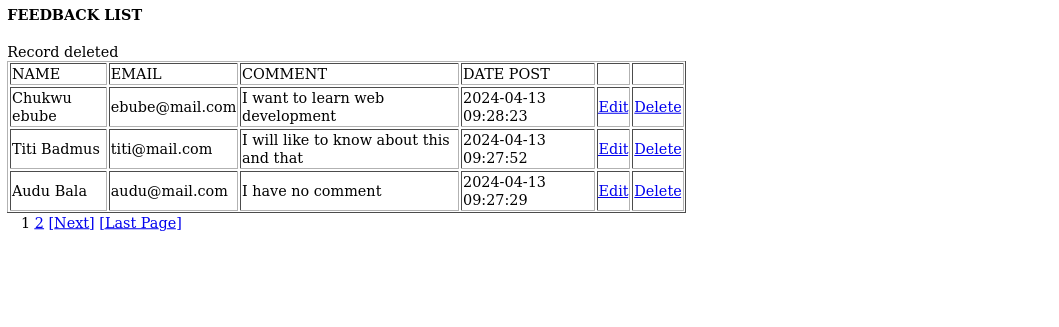 FEEDBACK LIST
Record deleted
NAME EMAIL COMMENT DATE POST
Chukwu ebube ebube@mail.com I want to learn web development 2024-04-13 09:28:23 Edit Delete
Titi Badmus titi@mail.com I will like to know about this and that 2024-04-13 09:27:52 Edit Delete
Audu Bala audu@mail.com I have no comment 2024-04-13 09:27:29 Edit Delete
1 2 [Next] [Last Page]